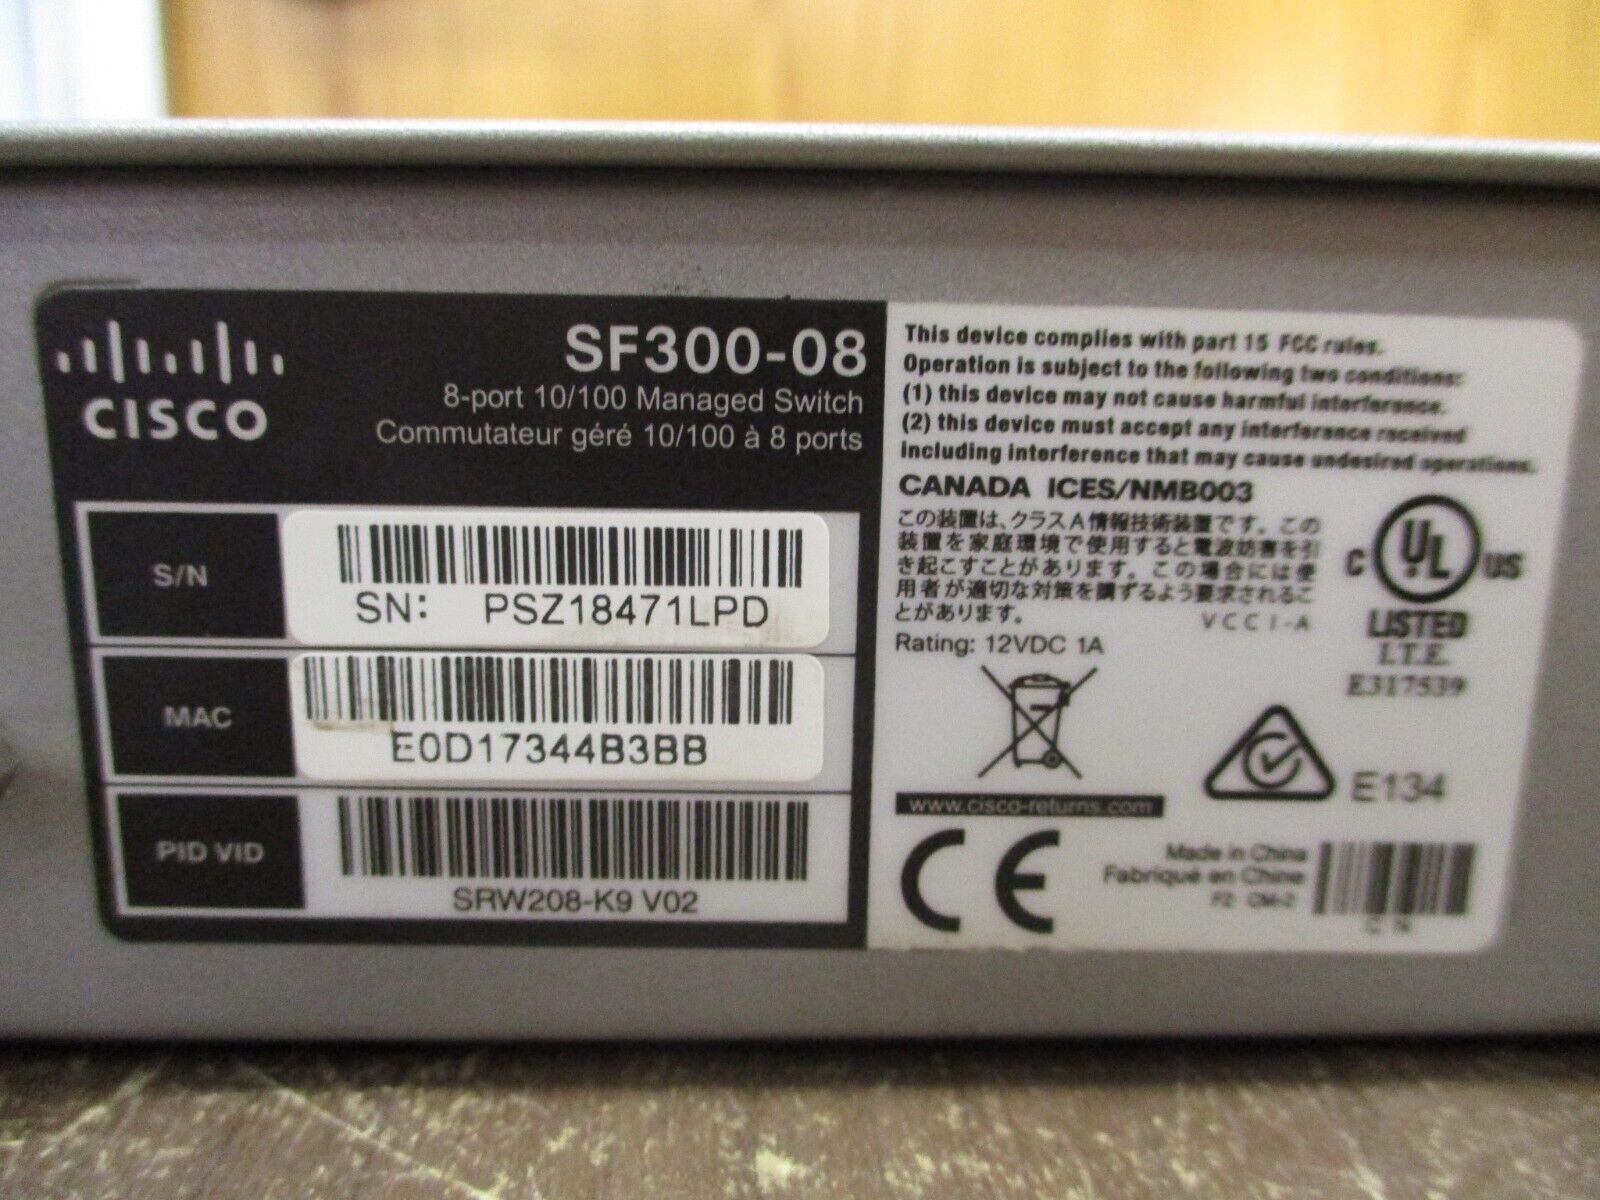 CISCO
SF300-08
8-port 10/100 Managed Switch
Commutateur géré 10/100 à 8 ports
S/N
SN: PSZ18471LPD
MAC
E0D17344B3BB
PID VID
SRW208-K9 V02
This device complies with part 15 FCC rules.
Operation is subject to the following two conditions:
(1) this device may not cause harmful interference.
(2) this device must accept any interference received
including interference that may cause undesired operations.
CANADA ICES/NMB003
この装置は、クラスA情報技術装置です。この
装置を家庭環境で使用すると電波妨害を引
き起こすことがあります。この場合には使
用者が適切な対策を講ずるよう要求されるこ
とがあります。
VCCI-A
Rating: 12VDC 1A
C UL US
LISTED
I.T.E.
E317539
E134
www.cisco-returns.com
CE
Made in China
Fabriqué en Chine
F2 CM-2
C N